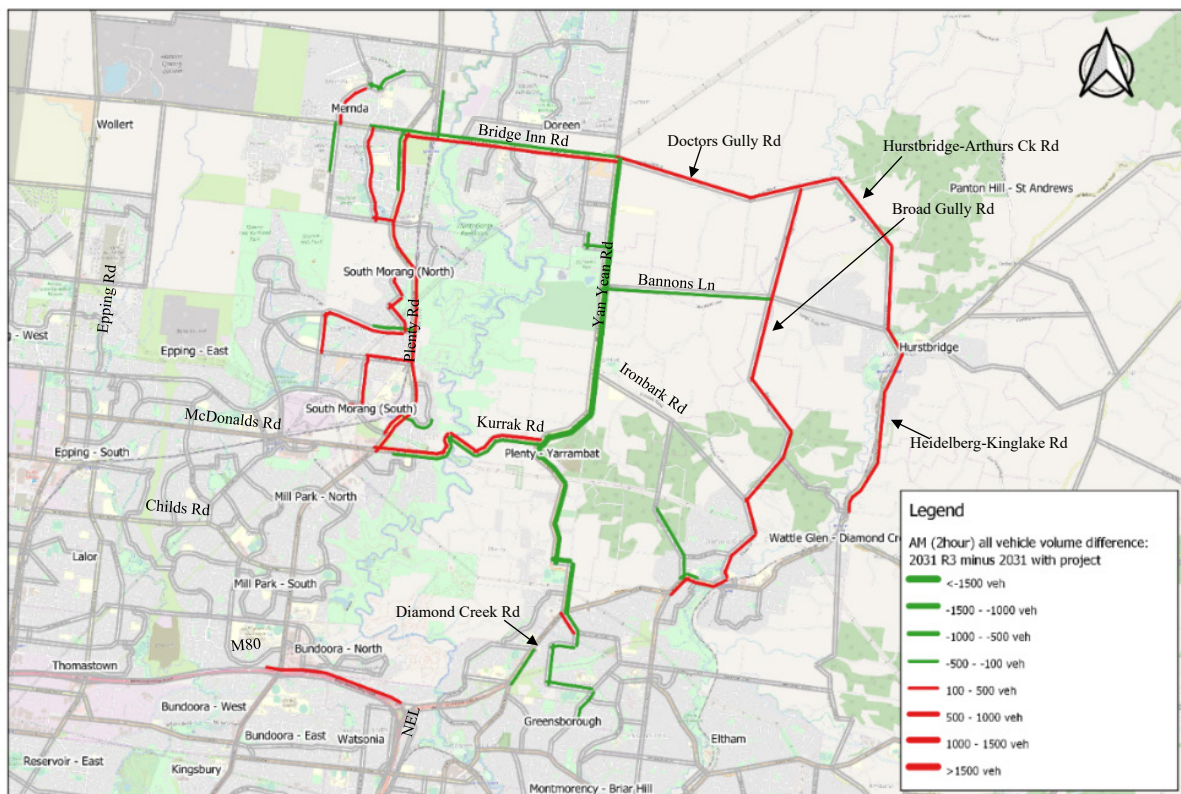 Mernda
Wollert
Doreen
Bridge Inn Rd
Doctors Gully Rd
Hurstbridge-Arthurs Ck Rd
Panton Hill - St Andrews
Broad Gully Rd
Epping Rd
South Morang (North)
Plenty Rd
Yan Yean Rd
Bannons Ln
Epping - East
Hurstbridge
Ironbark Rd
South Morang (South)
McDonalds Rd
Kurrak Rd
Heidelberg-Kinglake Rd
Epping - South
Plenty - Yarrambat
Mill Park - North
Childs Rd
Lalor
Wattle Glen - Diamond Cre
Mill Park - South
Diamond Creek Rd
M80
Bundoora - North
Thomastown
Bundoora - West
NEL
Greensborough
Bundoora - East
Watsonia
Eltham
Reservoir - East
Kingsbury
Montmorency - Briar Hill
Legend
AM (2hour) all vehicle volume difference:
2031 R3 minus 2031 with project
<-1500 veh
-1500 - -1000 veh
-1000 - -500 veh
-500 - -100 veh
100 - 500 veh
500 - 1000 veh
1000 - 1500 veh
>1500 veh